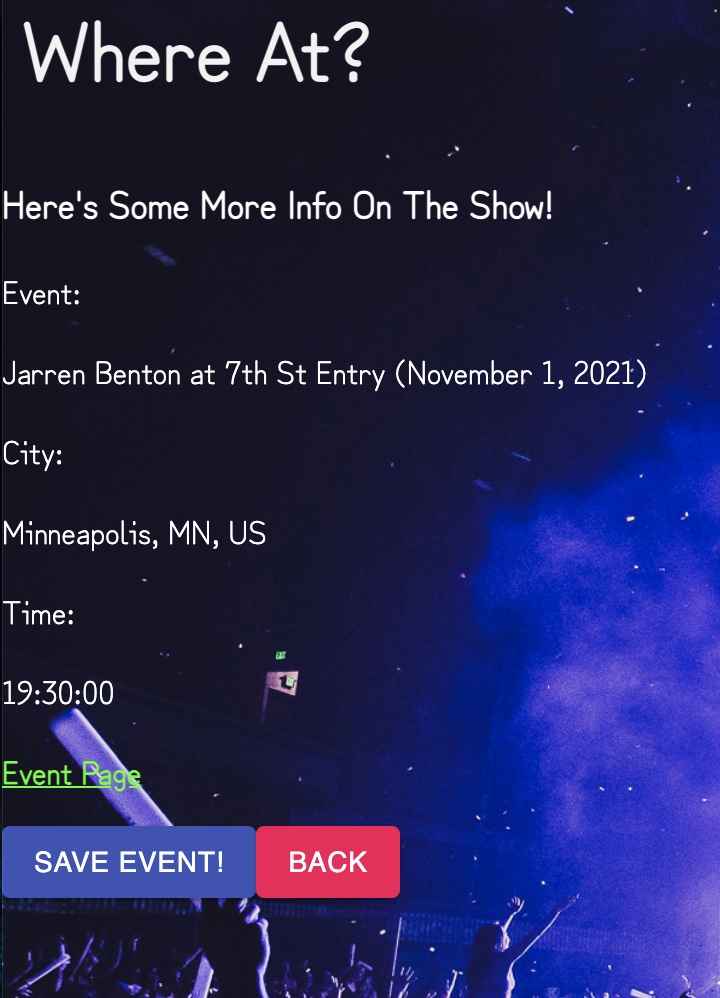 Where At?
Here's Some More Info On The Show!
Event:
Jarren Benton at 7th St Entry (November 1, 2021)
City:
Minneapolis, MN, US
Time:
19:30:00
Event Page
SAVE EVENT!
BACK